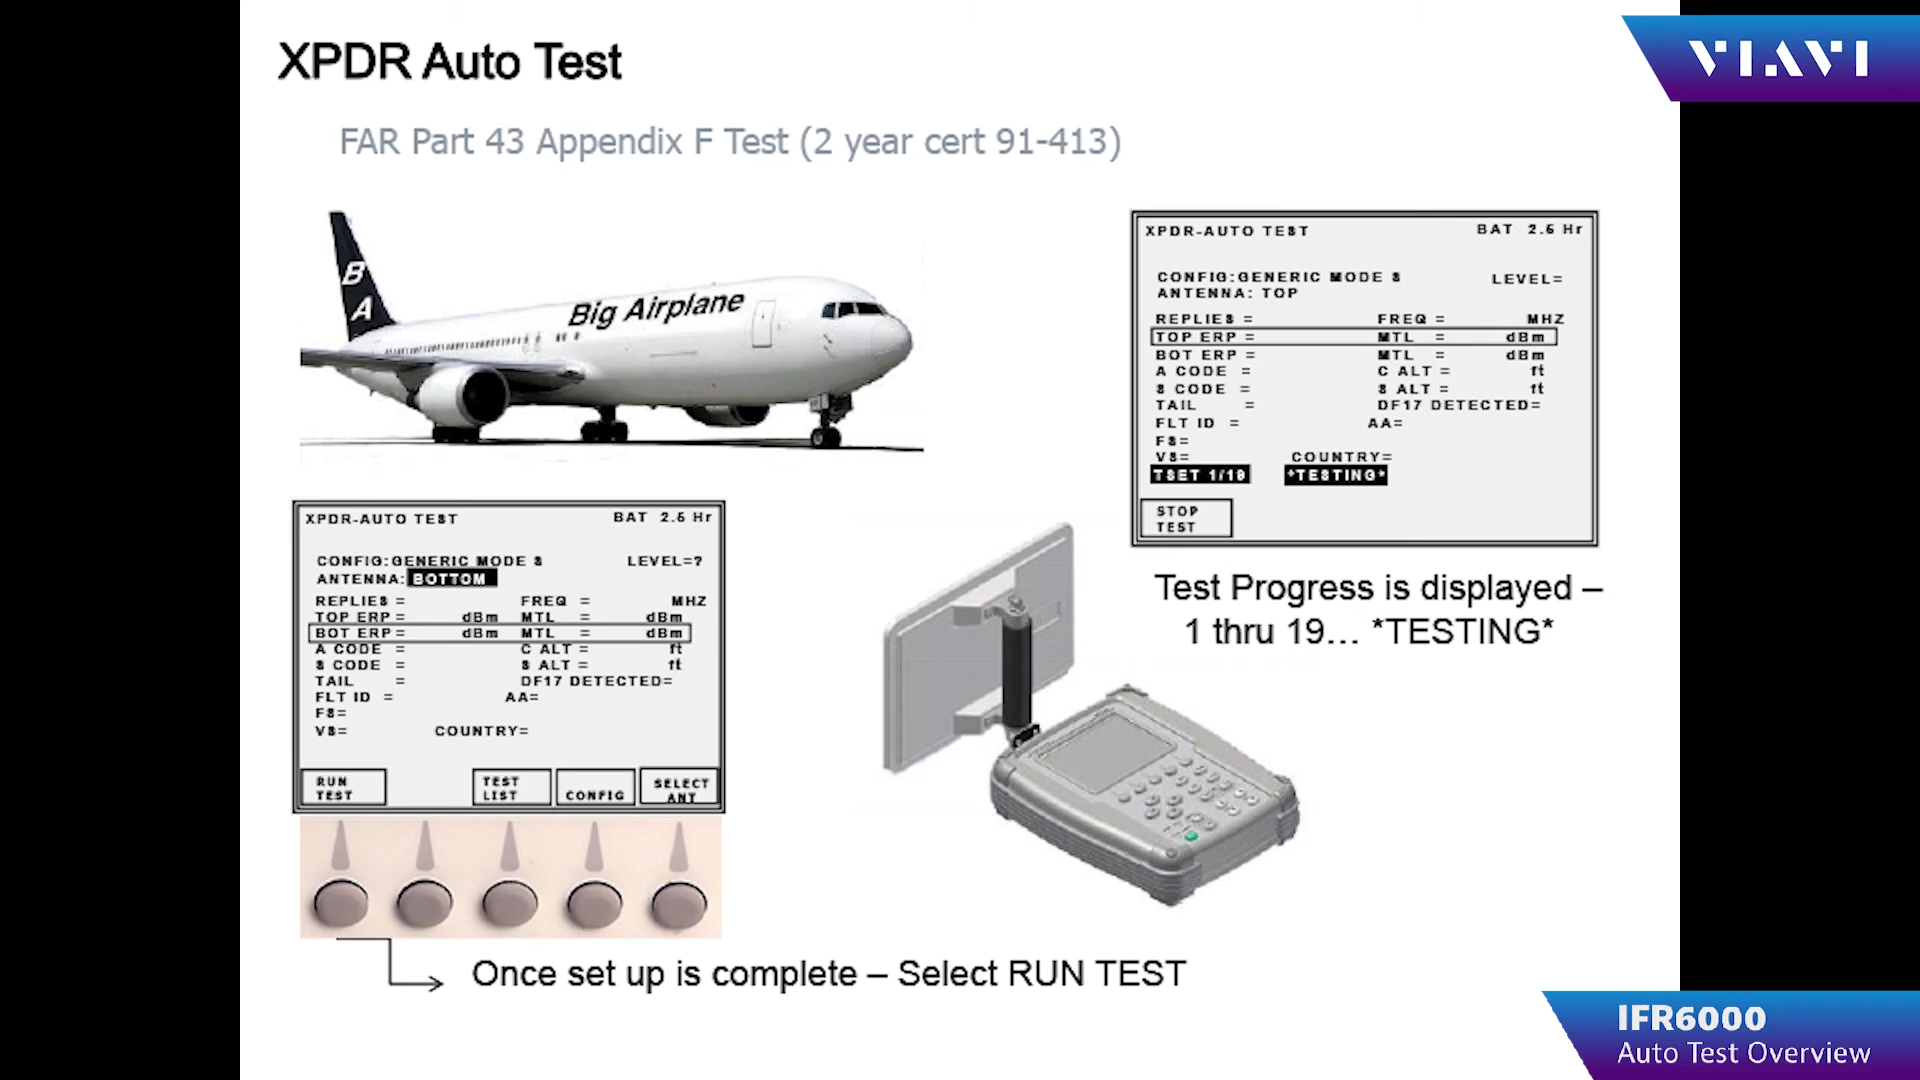 XPDR Auto Test
VIAVI
FAR Part 43 Appendix F Test (2 year cert 91-413)
B
A
Big Airplane
XPDR-AUTO TEST BAT 2.5 Hr
CONFIG:GENERIC MODE S LEVEL=
ANTENNA: TOP
REPLIES = FREQ = MHZ
TOP ERP = MTL = dBm
BOT ERP = MTL = dBm
A CODE = C ALT = ft
S CODE = S ALT = ft
TAIL = DF17 DETECTED=
FLT ID = AA=
FS=
VS= COUNTRY=
TSET 1/19 *TESTING*
STOP
TEST
XPDR-AUTO TEST BAT 2.5 Hr
CONFIG:GENERIC MODE S LEVEL=?
ANTENNA: BOTTOM
REPLIES = FREQ = MHZ
TOP ERP = dBm MTL = dBm
BOT ERP = dBm MTL = dBm
A CODE = C ALT = ft
S CODE = S ALT = ft
TAIL = DF17 DETECTED=
FLT ID = AA=
FS=
VS= COUNTRY=
RUN
TEST
TEST
LIST
CONFIG
SELECT
ANT
Test Progress is displayed –
1 thru 19… *TESTING*
Once set up is complete – Select RUN TEST
IFR6000
Auto Test Overview